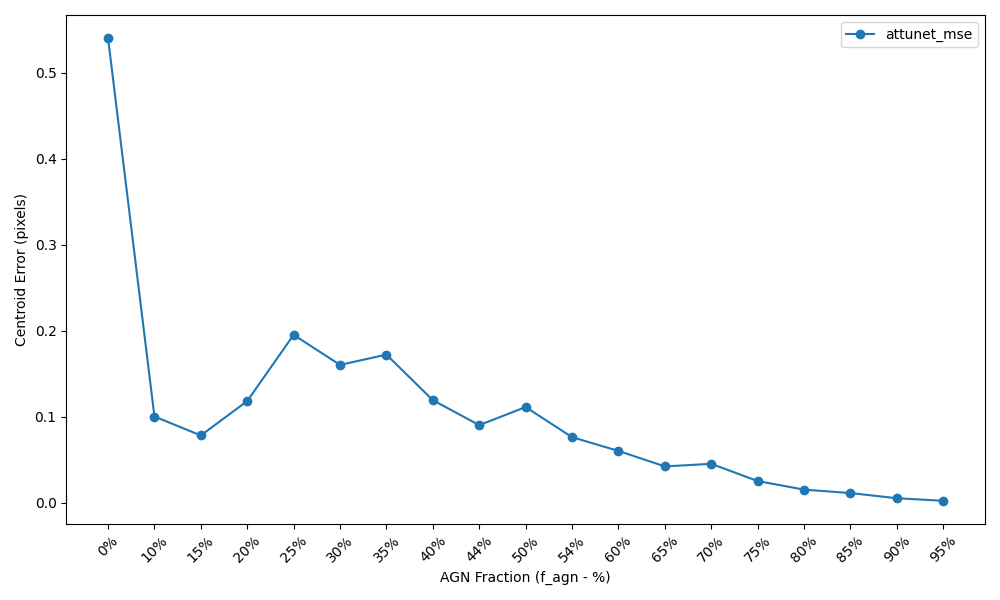 attunet_mse
Centroid Error (pixels)
0.5
0.4
0.3
0.2
0.1
0.0
0% 10% 15% 20% 25% 30% 35% 40% 44% 50% 54% 60% 65% 70% 75% 80% 85% 90% 95%
AGN Fraction (f_agn - %)